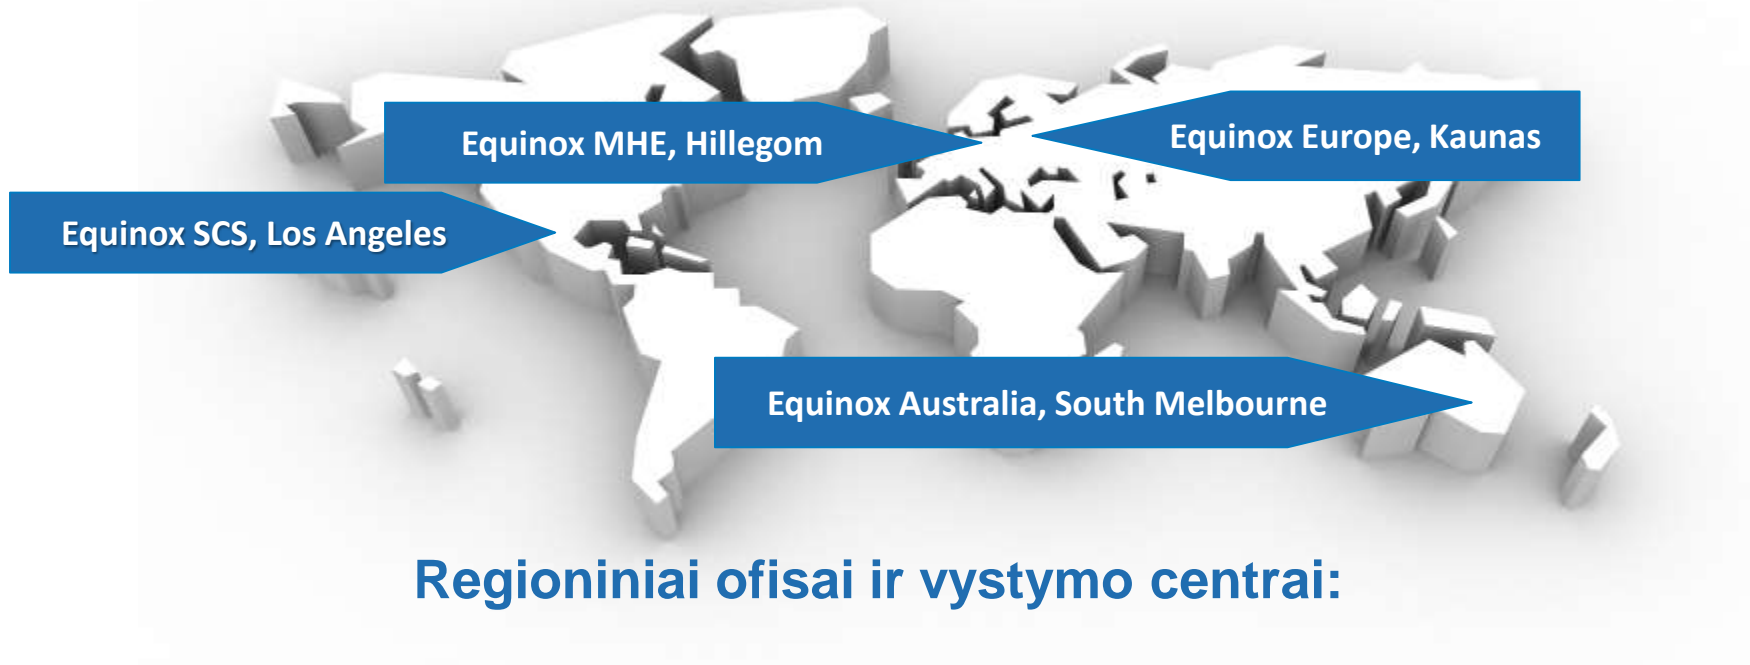 Equinox MHE, Hillegom
Equinox Europe, Kaunas
Equinox SCS, Los Angeles
Equinox Australia, South Melbourne
Regioniniai ofisai ir vystymo centrai: